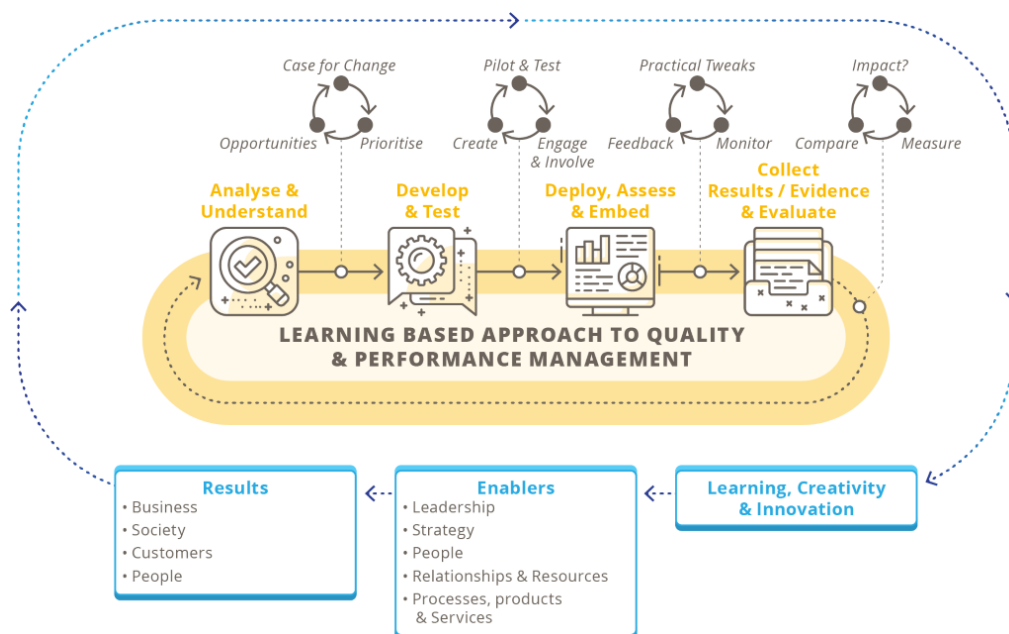 Case for Change
Opportunities
Prioritise
Pilot & Test
Create
Engage
& Involve
Practical Tweaks
Feedback
Monitor
Impact?
Compare
Measure
Analyse &
Understand
Develop
& Test
Deploy, Assess
& Embed
Collect
Results / Evidence
& Evaluate
LEARNING BASED APPROACH TO QUALITY
& PERFORMANCE MANAGEMENT
Results
• Business
• Society
• Customers
• People
Enablers
• Leadership
• Strategy
• People
• Relationships & Resources
• Processes, products
& Services
Learning, Creativity
& Innovation